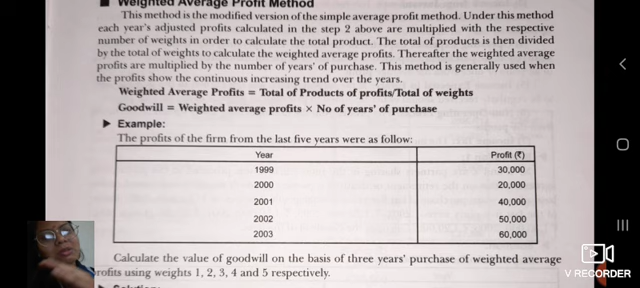 ■ Weighted Average Profit Method
This method is the modified version of the simple average profit method. Under this method
each year's adjusted profits calculated in the step 2 above are multiplied with the respective
number of weights in order to calculate the total product. The total of products is then divided
by the total of weights to calculate the weighted average profits. Thereafter the weighted average
profits are multiplied by the number of years' of purchase. This method is generally used when
the profits show the continuous increasing trend over the years.
Weighted Average Profits = Total of Products of profits/Total of weights
Goodwill = Weighted average profits × No of years' of purchase
► Example:
The profits of the firm from the last five years were as follow:
Year Profit (₹)
1999 30,000
2000 20,000
2001 40,000
2002 50,000
2003 60,000
Calculate the value of goodwill on the basis of three years' purchase of weighted average
rofits using weights 1, 2, 3, 4 and 5 respectively.
V RECORDER